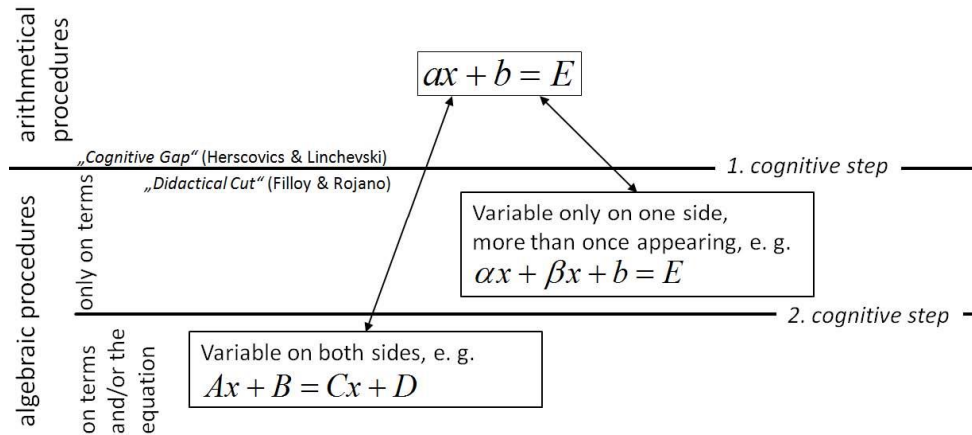 arithmetical
procedures
ax + b = E
„Cognitive Gap“ (Herscovics & Linchevski)
1. cognitive step
„Didactical Cut“ (Filloy & Rojano)
algebraic procedures
only on terms
Variable only on one side,
more than once appearing, e. g.
αx + βx + b = E
2. cognitive step
on terms
and/or the
equation
Variable on both sides, e. g.
Ax + B = Cx + D